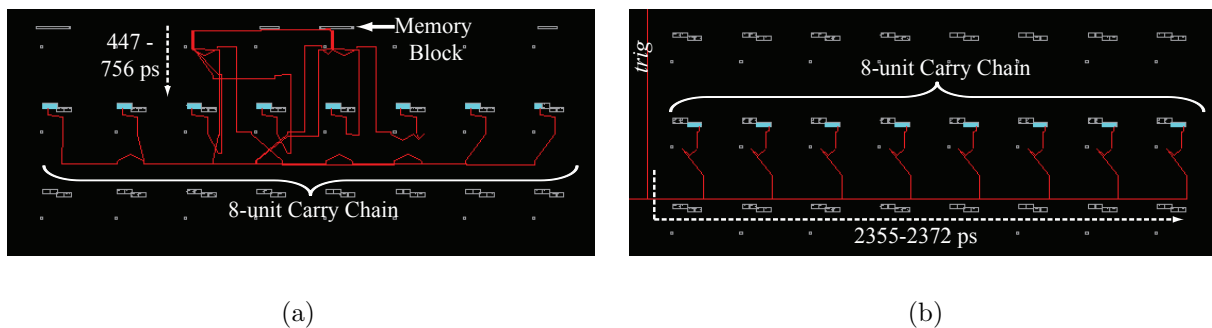 447 -
756 ps
Memory
Block
8-unit Carry Chain
(a)
trig
8-unit Carry Chain
2355-2372 ps
(b)